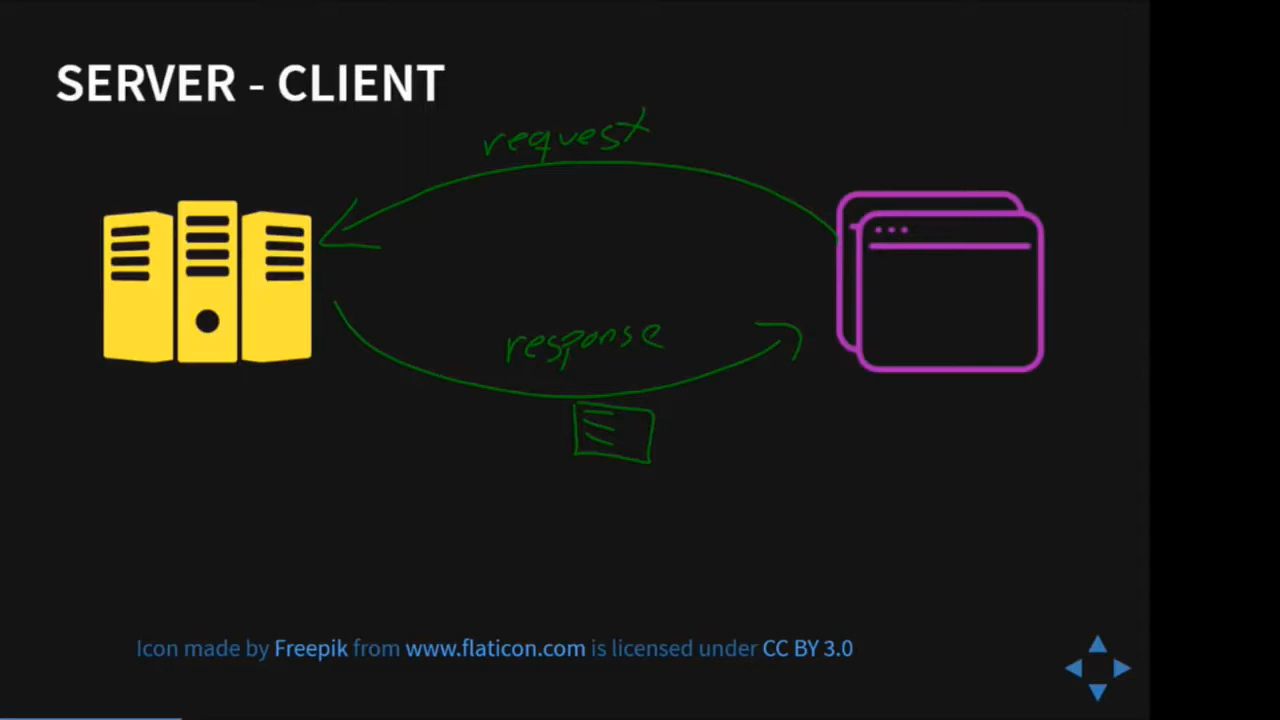 SERVER - CLIENT
request
response
Icon made by Freepik from www.flaticon.com is licensed under CC BY 3.0